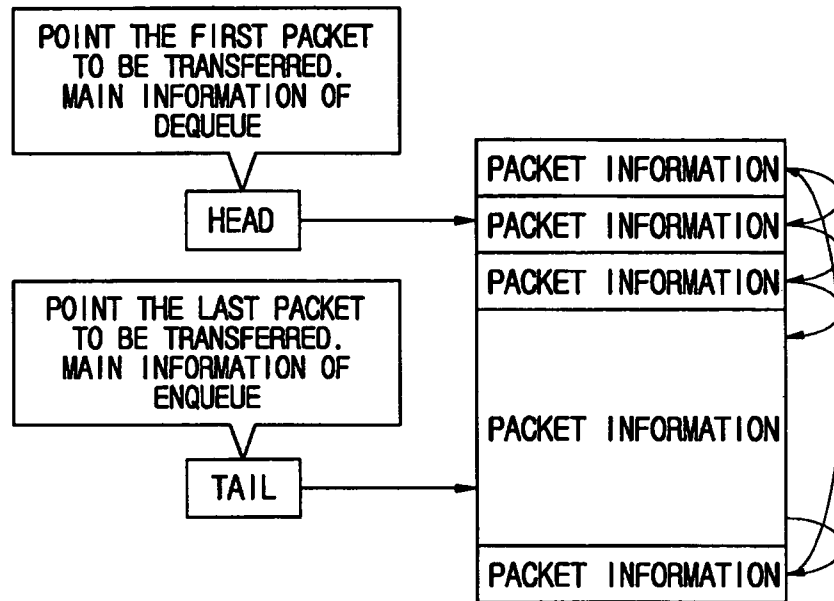 POINT THE FIRST PACKET
TO BE TRANSFERRED.
MAIN INFORMATION OF
DEQUEUE
HEAD
POINT THE LAST PACKET
TO BE TRANSFERRED.
MAIN INFORMATION OF
ENQUEUE
TAIL
PACKET INFORMATION
PACKET INFORMATION
PACKET INFORMATION
PACKET INFORMATION
PACKET INFORMATION